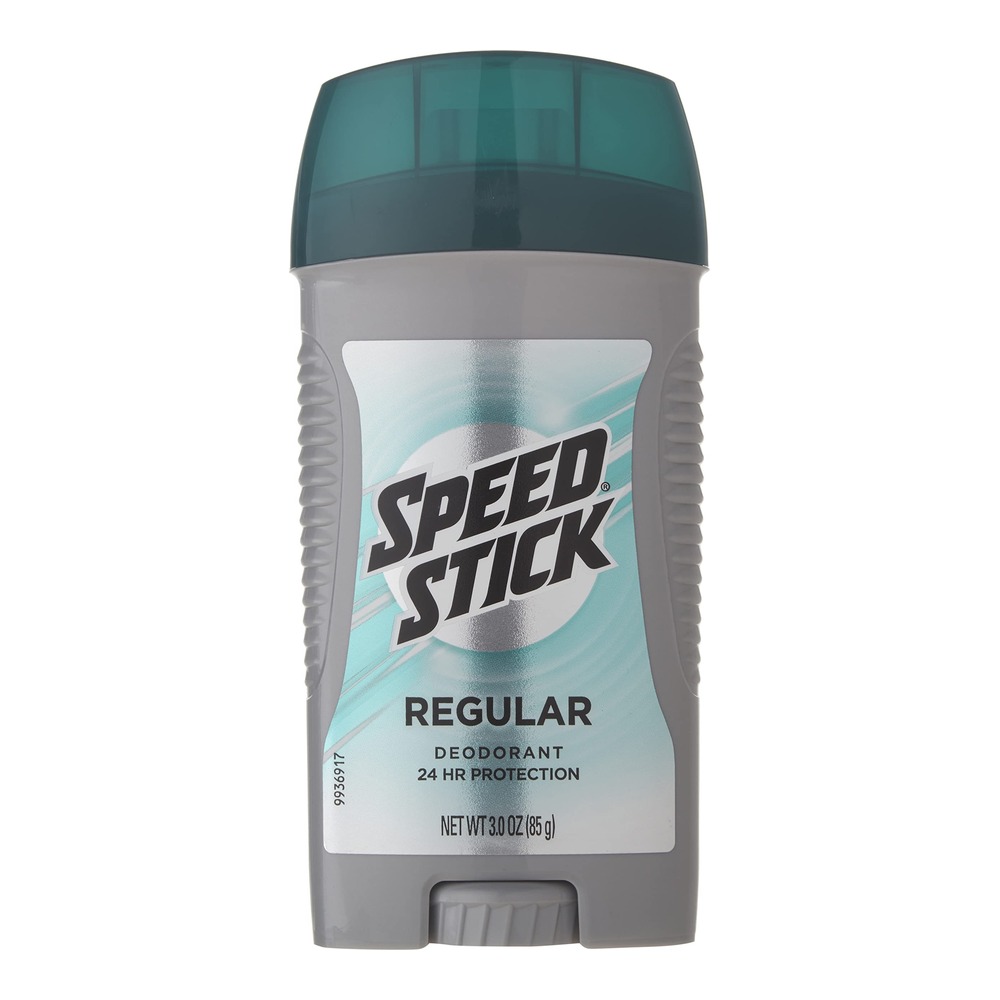 SPEED
STICK®
REGULAR
DEODORANT
24 HR PROTECTION
NET WT 3.0 OZ (85 g)
9936917